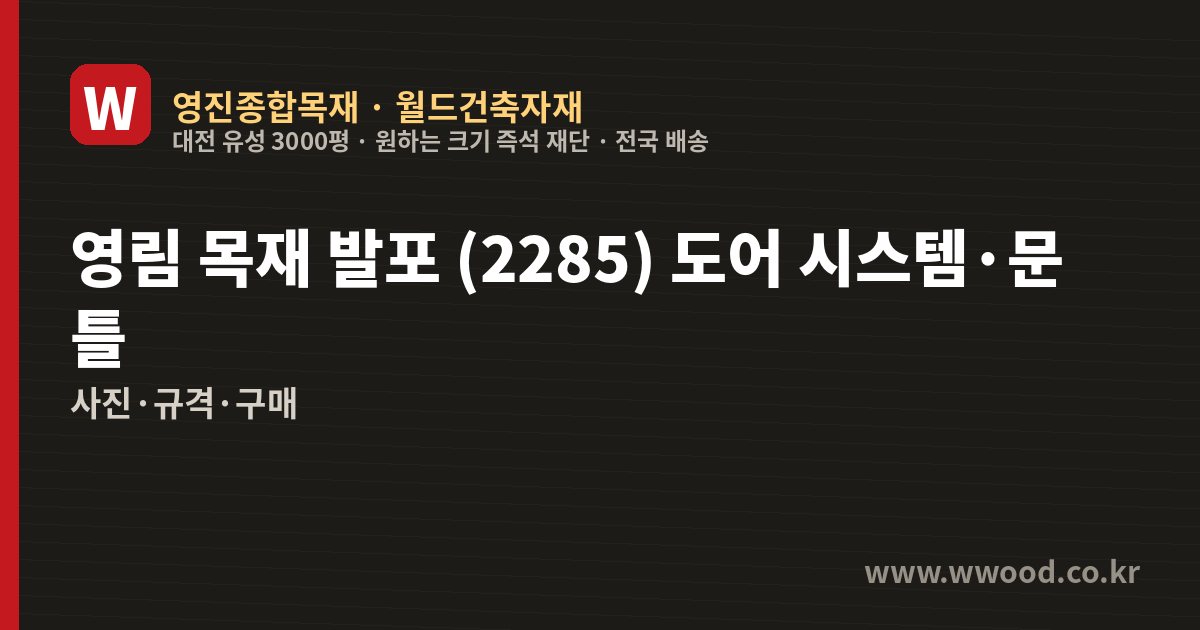 W
영진종합목재 · 월드건축자재
대전 유성 3000평 · 원하는 크기 즉석 재단 · 전국 배송
영림 목재 발포 (2285) 도어 시스템·문
틀
사진·규격·구매
www.wwood.co.kr